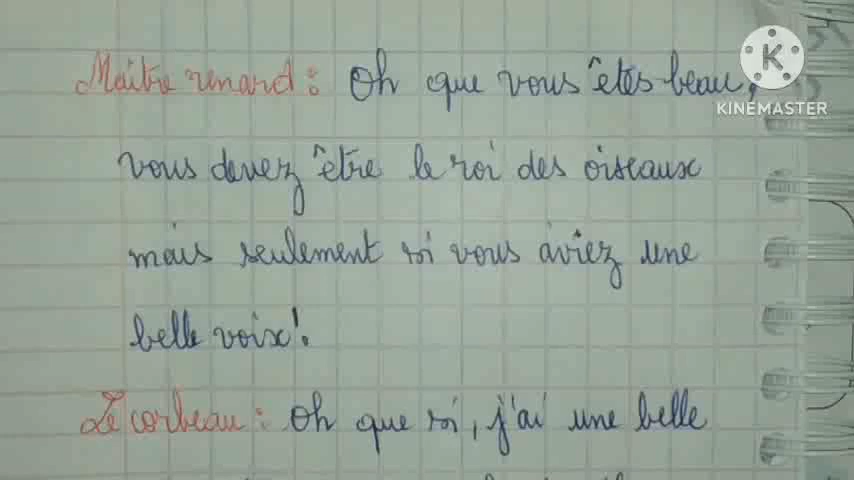 Maître renard : Oh que vous êtes beau,
KINEMASTER
vous devez être le roi des oiseaux
mais seulement si vous aviez une
belle voix !.
Le corbeau : Oh que si, j'ai une belle